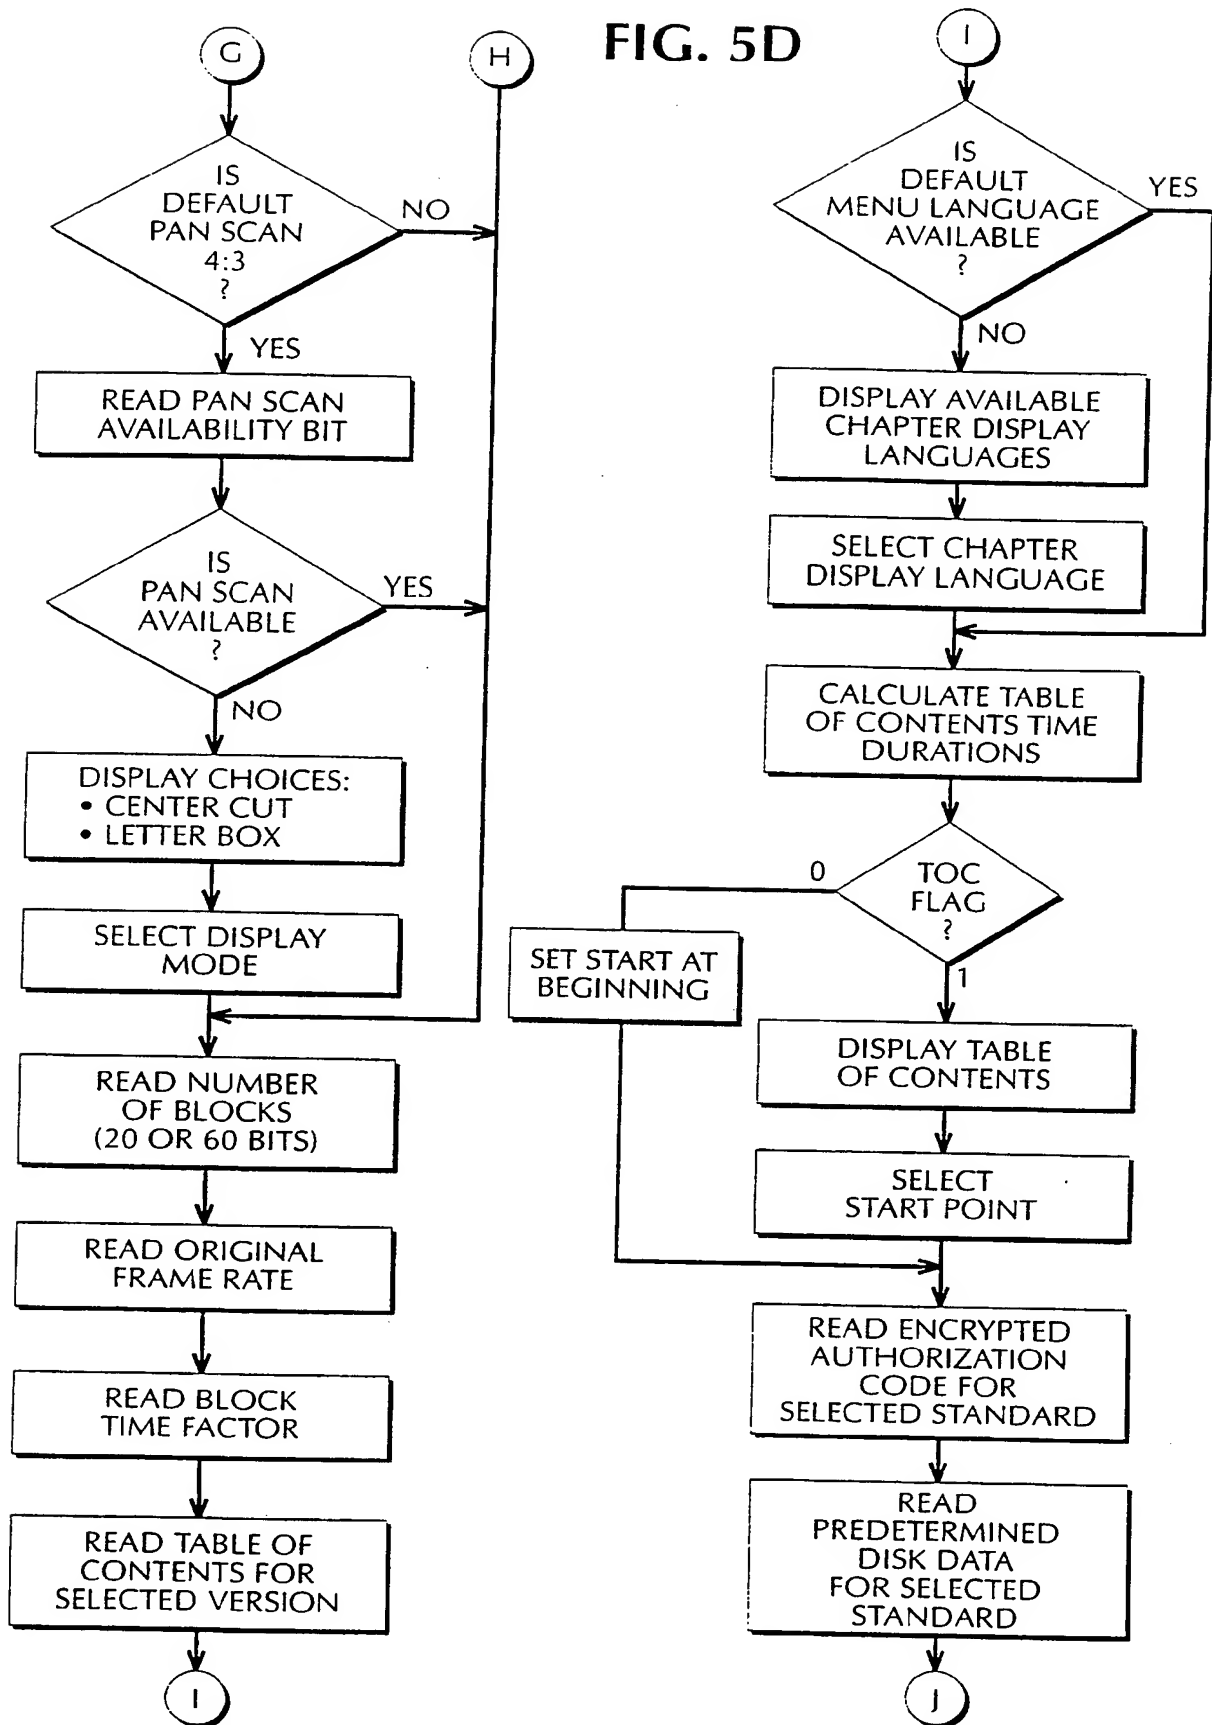 FIG. 5D
G
H
IS
DEFAULT
PAN SCAN
4:3
?
NO
YES
READ PAN SCAN
AVAILABILITY BIT
IS
PAN SCAN
AVAILABLE
?
YES
NO
DISPLAY CHOICES:
• CENTER CUT
• LETTER BOX
SELECT DISPLAY
MODE
READ NUMBER
OF BLOCKS
(20 OR 60 BITS)
READ ORIGINAL
FRAME RATE
READ BLOCK
TIME FACTOR
READ TABLE OF
CONTENTS FOR
SELECTED VERSION
I
I
IS
DEFAULT
MENU LANGUAGE
AVAILABLE
?
YES
NO
DISPLAY AVAILABLE
CHAPTER DISPLAY
LANGUAGES
SELECT CHAPTER
DISPLAY LANGUAGE
CALCULATE TABLE
OF CONTENTS TIME
DURATIONS
TOC
FLAG
?
0
SET START AT
BEGINNING
1
DISPLAY TABLE
OF CONTENTS
SELECT
START POINT
READ ENCRYPTED
AUTHORIZATION
CODE FOR
SELECTED STANDARD
READ
PREDETERMINED
DISK DATA
FOR SELECTED
STANDARD
J